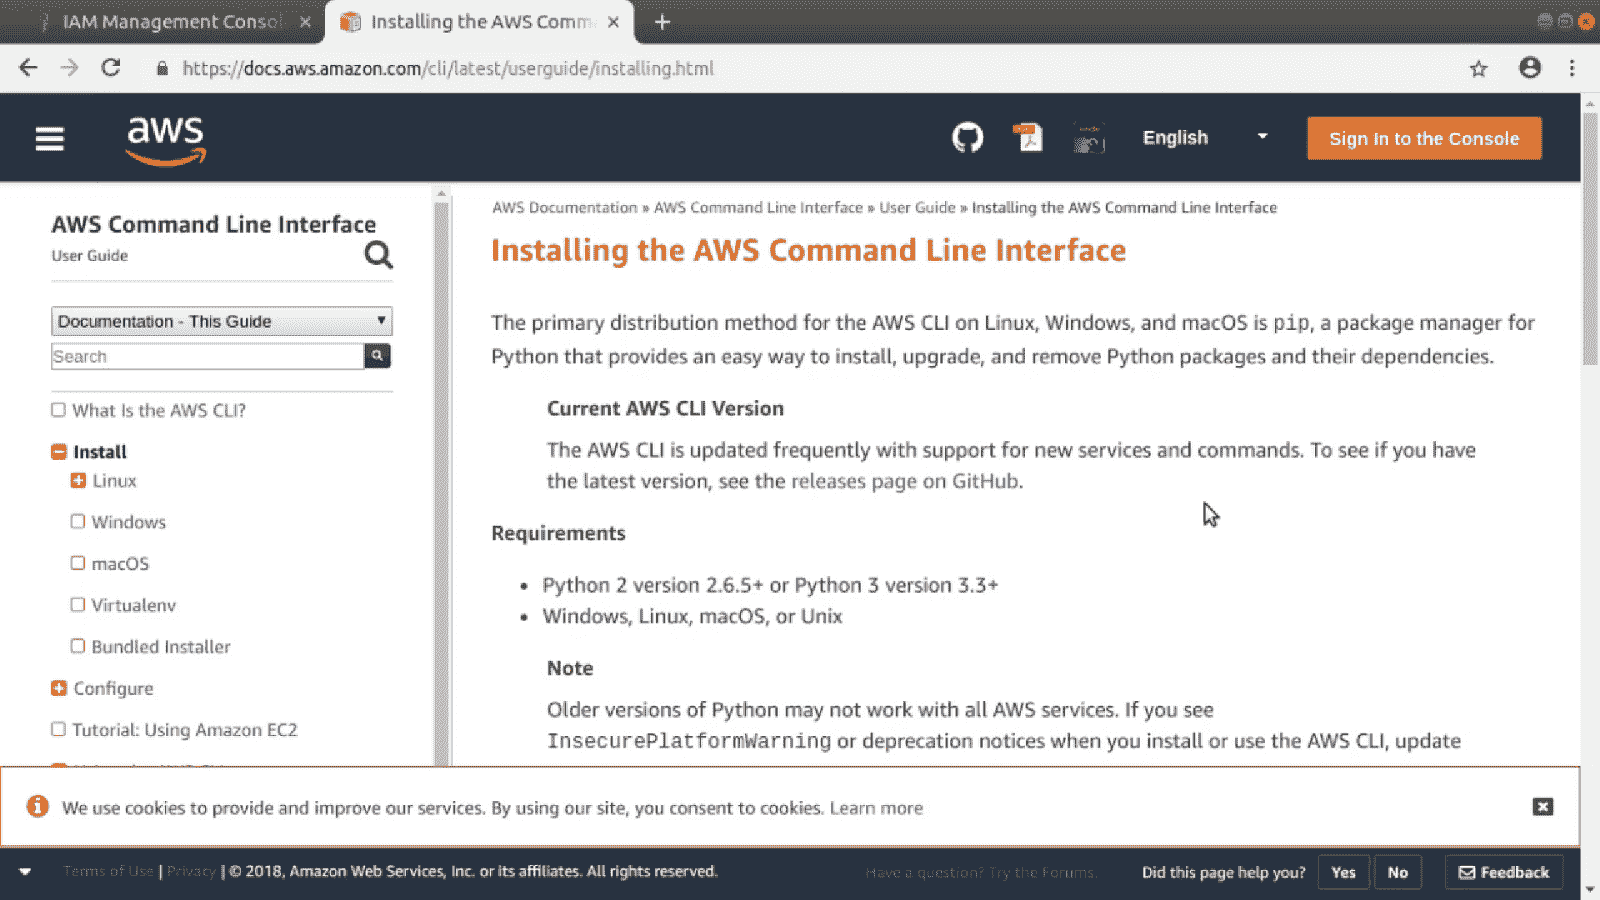 IAM Management Consol
Installing the AWS Comm
https://docs.aws.amazon.com/cli/latest/userguide/installing.html
aws
English
Sign In to the Console
AWS Command Line Interface
User Guide
Documentation - This Guide
Search
What Is the AWS CLI?
Install
Linux
Windows
macOS
Virtualenv
Bundled Installer
Configure
Tutorial: Using Amazon EC2
AWS Documentation » AWS Command Line Interface » User Guide » Installing the AWS Command Line Interface
Installing the AWS Command Line Interface
The primary distribution method for the AWS CLI on Linux, Windows, and macOS is pip, a package manager for
Python that provides an easy way to install, upgrade, and remove Python packages and their dependencies.
Current AWS CLI Version
The AWS CLI is updated frequently with support for new services and commands. To see if you have
the latest version, see the releases page on GitHub.
Requirements
• Python 2 version 2.6.5+ or Python 3 version 3.3+
• Windows, Linux, macOS, or Unix
Note
Older versions of Python may not work with all AWS services. If you see
InsecurePlatformWarning or deprecation notices when you install or use the AWS CLI, update
We use cookies to provide and improve our services. By using our site, you consent to cookies. Learn more
Terms of Use | Privacy | © 2018, Amazon Web Services, Inc. or its affiliates. All rights reserved.
Have a question? Try the Forums.
Did this page help you?
Yes
No
Feedback